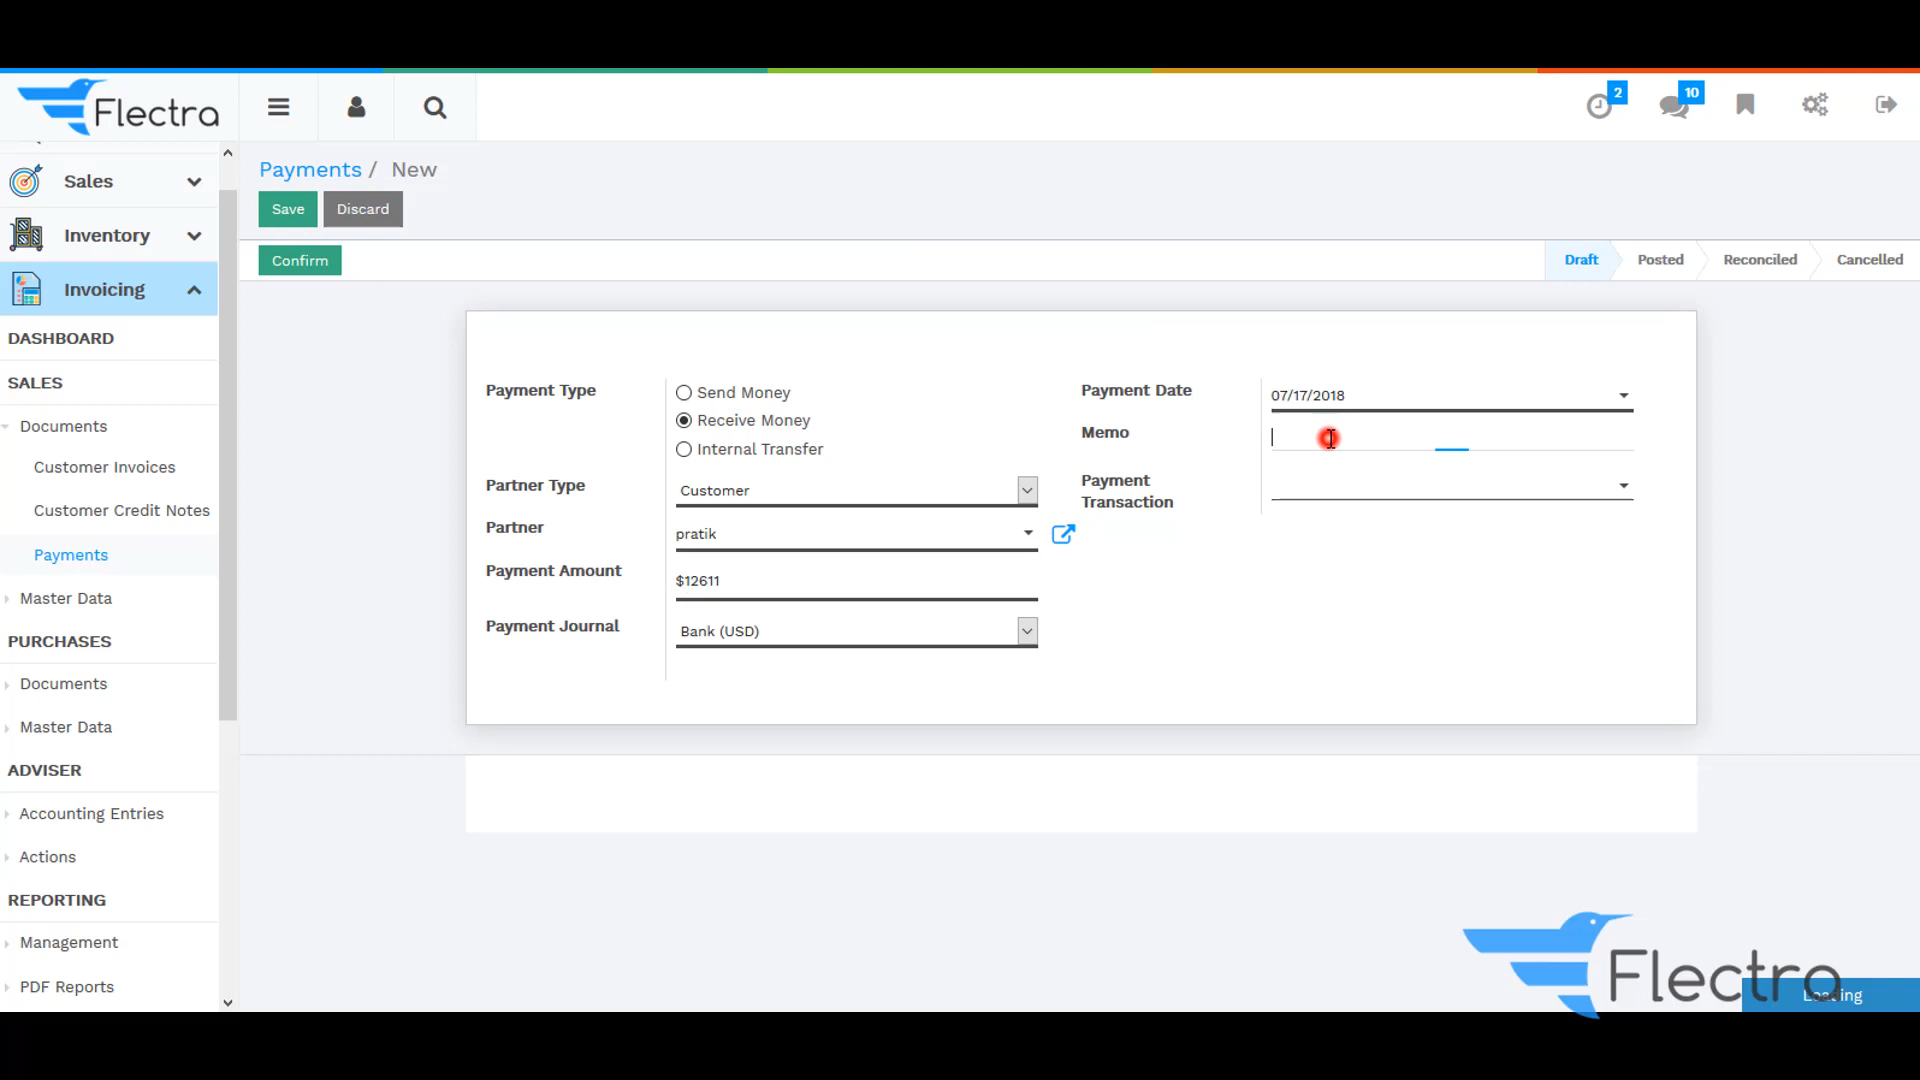 Flectra
2
10
Payments / New
Save
Discard
Confirm
Draft
Posted
Reconciled
Cancelled
Sales
Inventory
Invoicing
DASHBOARD
SALES
Documents
Customer Invoices
Customer Credit Notes
Payments
Master Data
PURCHASES
Documents
Master Data
ADVISER
Accounting Entries
Actions
REPORTING
Management
PDF Reports
Payment Type
Send Money
Receive Money
Internal Transfer
Partner Type
Customer
Partner
pratik
Payment Amount
$12611
Payment Journal
Bank (USD)
Payment Date
07/17/2018
Memo
Payment
Transaction
Flectra
Loading